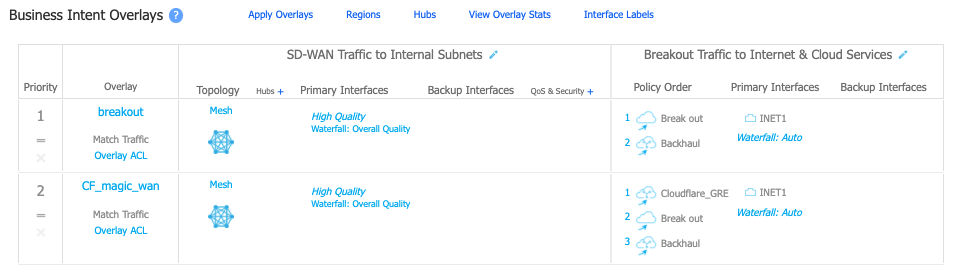 Business Intent Overlays ?
Apply Overlays Regions Hubs View Overlay Stats Interface Labels
SD-WAN Traffic to Internal Subnets
Breakout Traffic to Internet & Cloud Services
Priority Overlay Topology Hubs + Primary Interfaces Backup Interfaces QoS & Security + Policy Order Primary Interfaces Backup Interfaces
1
breakout
Match Traffic
Overlay ACL
Mesh
High Quality
Waterfall: Overall Quality
1 Break out
2 Backhaul
INET1
Waterfall: Auto
2
CF_magic_wan
Match Traffic
Overlay ACL
Mesh
High Quality
Waterfall: Overall Quality
1 Cloudflare_GRE
2 Break out
3 Backhaul
INET1
Waterfall: Auto